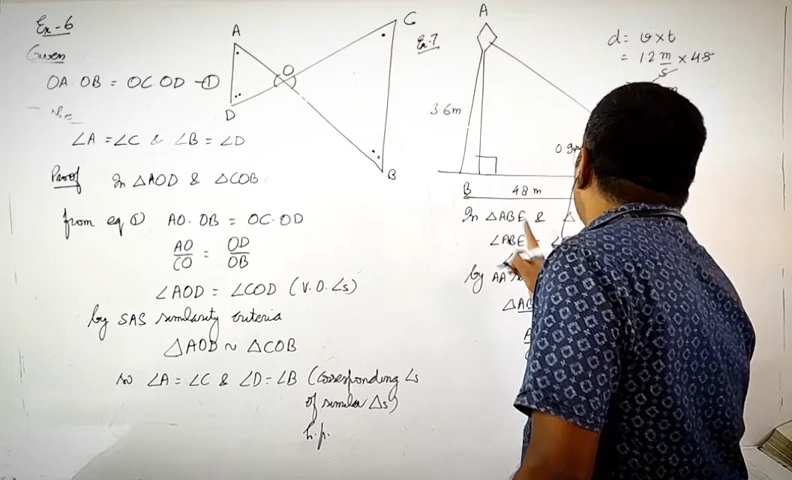 Ex-6
Given
OA OB = OC OD -①
∠A = ∠C & ∠B = ∠D
Proof In △AOD & △COB
from eq ① AO. OB = OC. OD
AO/CO = OD/OB
∠AOD = ∠COD (V.O.∠s)
by SAS similarity criteria
△AOD ~ △COB
so ∠A = ∠C & ∠D = ∠B (Corresponding ∠s
of similar △s)
h.p.
A
O
D
C
B
Ex-7
A
3.6m
B
48 m
d = v×t
= 12 m/s × 48
In △ABE & △
∠ABE
by AA